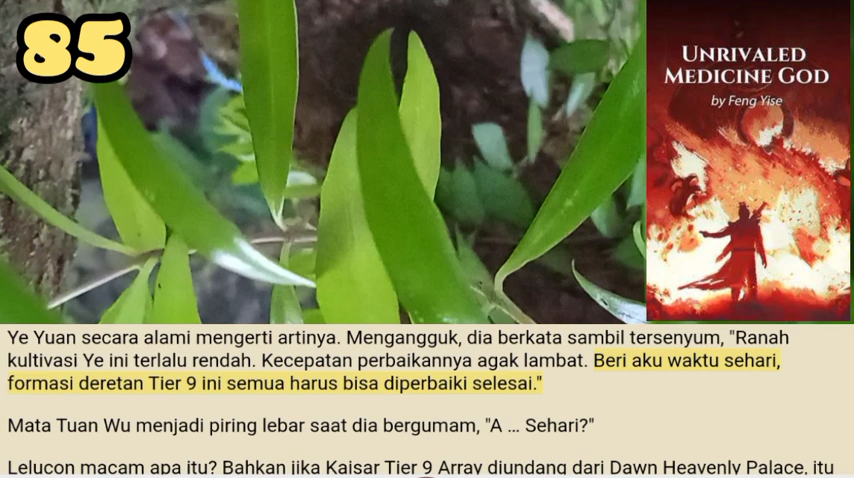 85
UNRIVALED
MEDICINE GOD
by Feng Yise
Ye Yuan secara alami mengerti artinya. Mengangguk, dia berkata sambil tersenyum, "Ranah
kultivasi Ye ini terlalu rendah. Kecepatan perbaikannya agak lambat. Beri aku waktu sehari,
formasi deretan Tier 9 ini semua harus bisa diperbaiki selesai."
Mata Tuan Wu menjadi piring lebar saat dia bergumam, "A ... Sehari?"
Lelucon macam apa itu? Bahkan jika Kaisar Tier 9 Array diundang dari Dawn Heavenly Palace, itu